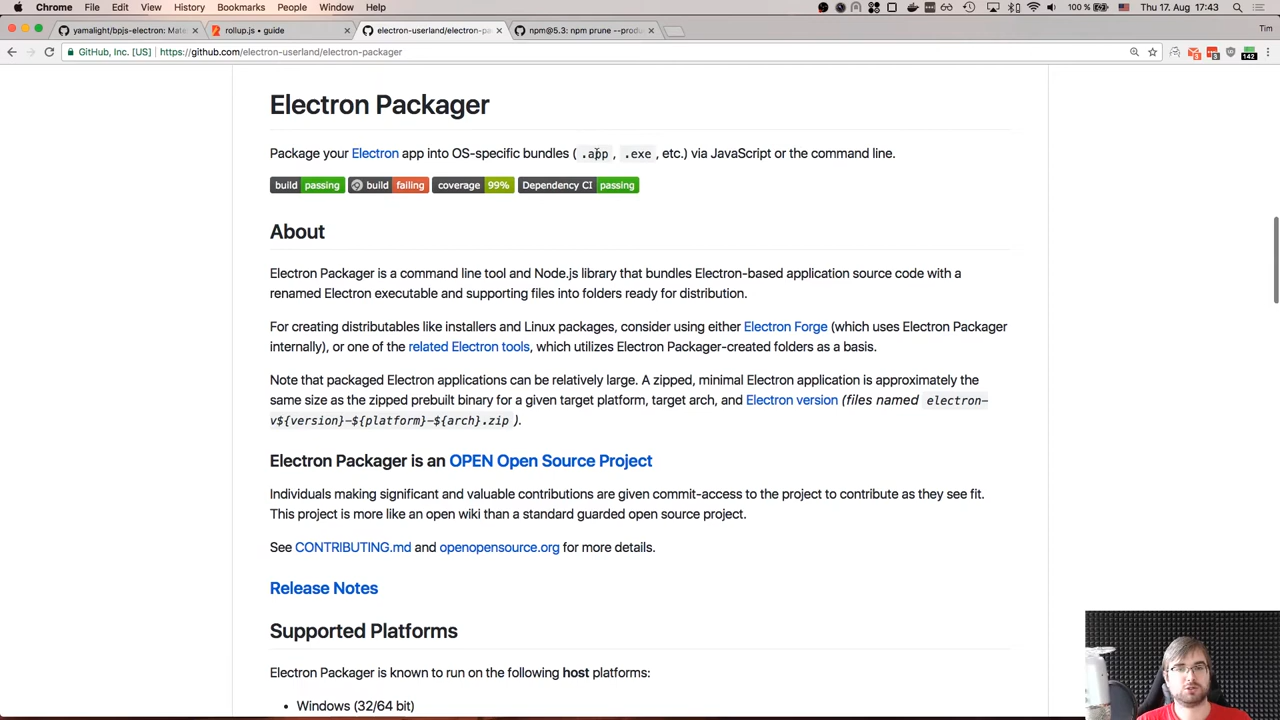 Chrome File Edit View History Bookmarks People Window Help 100 % Thu 17. Aug 17:43
yamalight/bpjs-electron: Mate × rollup.js • guide × electron-userland/electron-pa × npm@5.3: npm prune --produ × Tim
GitHub, Inc. [US] https://github.com/electron-userland/electron-packager 3 3 142
Electron Packager
Package your Electron app into OS-specific bundles ( .app , .exe , etc.) via JavaScript or the command line.
build passing build failing coverage 99% Dependency CI passing
About
Electron Packager is a command line tool and Node.js library that bundles Electron-based application source code with a
renamed Electron executable and supporting files into folders ready for distribution.
For creating distributables like installers and Linux packages, consider using either Electron Forge (which uses Electron Packager
internally), or one of the related Electron tools, which utilizes Electron Packager-created folders as a basis.
Note that packaged Electron applications can be relatively large. A zipped, minimal Electron application is approximately the
same size as the zipped prebuilt binary for a given target platform, target arch, and Electron version (files named electron-
v${version}-${platform}-${arch}.zip ).
Electron Packager is an OPEN Open Source Project
Individuals making significant and valuable contributions are given commit-access to the project to contribute as they see fit.
This project is more like an open wiki than a standard guarded open source project.
See CONTRIBUTING.md and openopensource.org for more details.
Release Notes
Supported Platforms
Electron Packager is known to run on the following host platforms:
• Windows (32/64 bit)